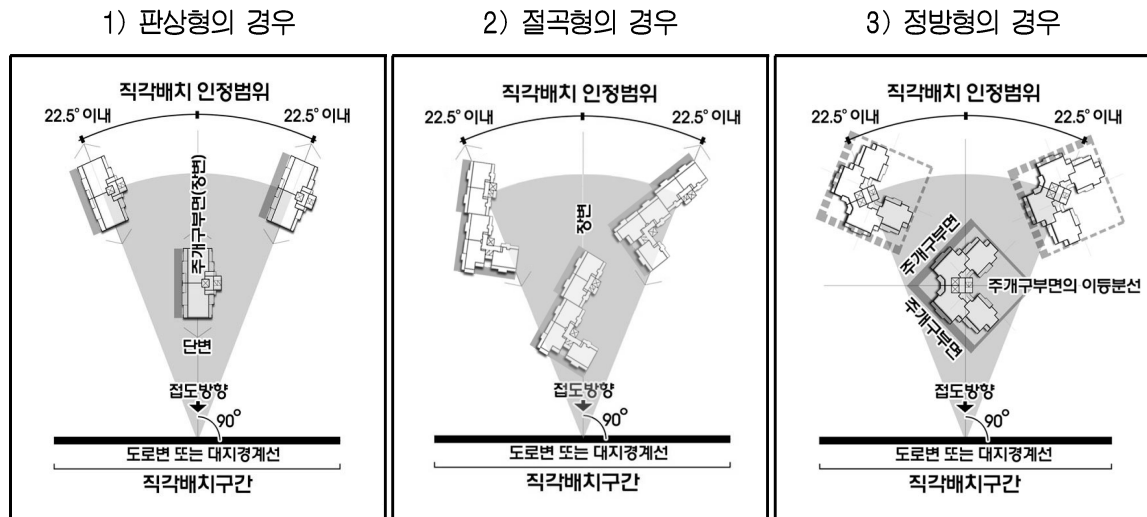 1) 판상형의 경우
직각배치 인정범위
22.5° 이내
22.5° 이내
주개구부면(장변)
단변
접도방향
90°
도로변 또는 대지경계선
직각배치구간
2) 절곡형의 경우
직각배치 인정범위
22.5° 이내
22.5° 이내
장변
접도방향
90°
도로변 또는 대지경계선
직각배치구간
3) 정방형의 경우
직각배치 인정범위
22.5° 이내
22.5° 이내
주개구부면
주개구부면의 이등분선
주개구부면
접도방향
90°
도로변 또는 대지경계선
직각배치구간